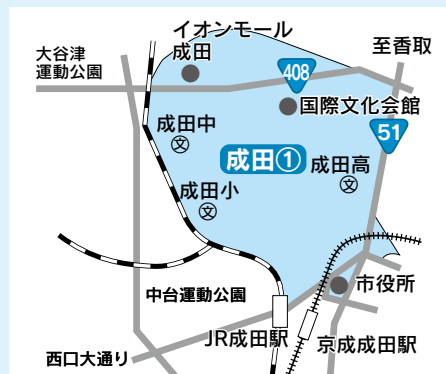 イオンモール
成田
大谷津
運動公園
至香取
408
国際文化会館
51
成田中
文
成田①
成田高
文
成田小
文
中台運動公園
市役所
JR成田駅
京成成田駅
西口大通り